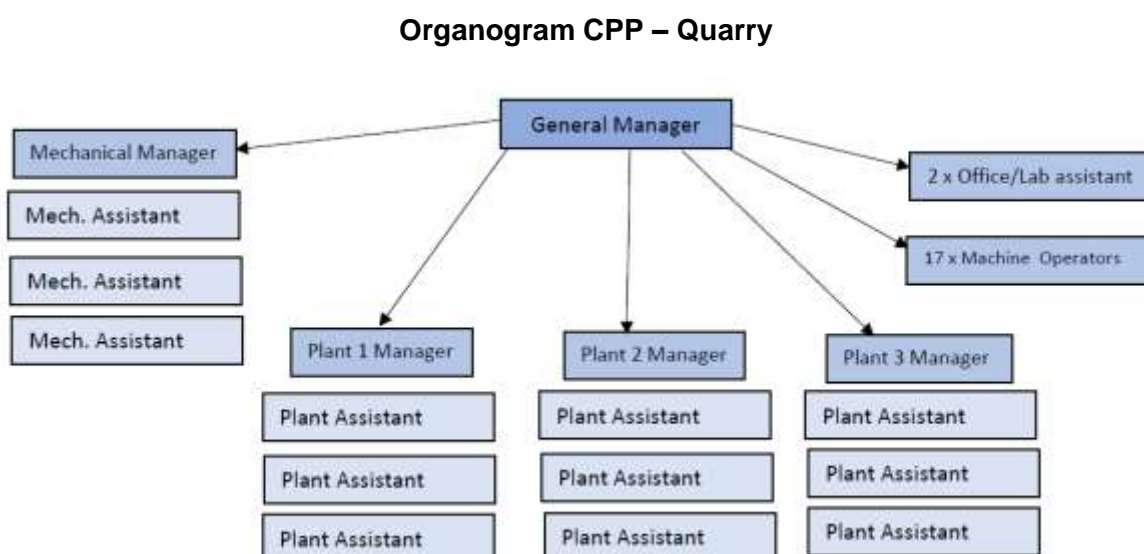 Organogram CPP – Quarry
General Manager
Mechanical Manager
2 x Office/Lab assistant
Mech. Assistant
17 x Machine Operators
Mech. Assistant
Mech. Assistant
Plant 1 Manager
Plant 2 Manager
Plant 3 Manager
Plant Assistant
Plant Assistant
Plant Assistant
Plant Assistant
Plant Assistant
Plant Assistant
Plant Assistant
Plant Assistant
Plant Assistant